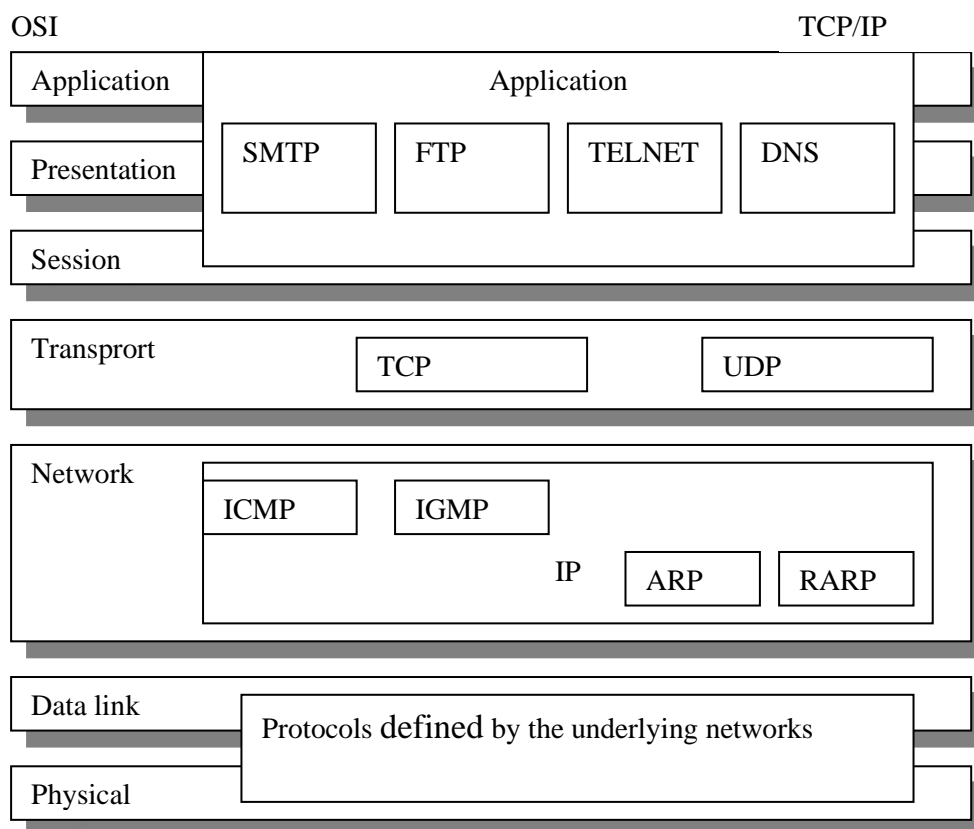 OSI TCP/IP
Application Application
SMTP FTP TELNET DNS
Presentation
Session
Transprort
TCP UDP
Network
ICMP IGMP
IP ARP RARP
Data link
Protocols defined by the underlying networks
Physical